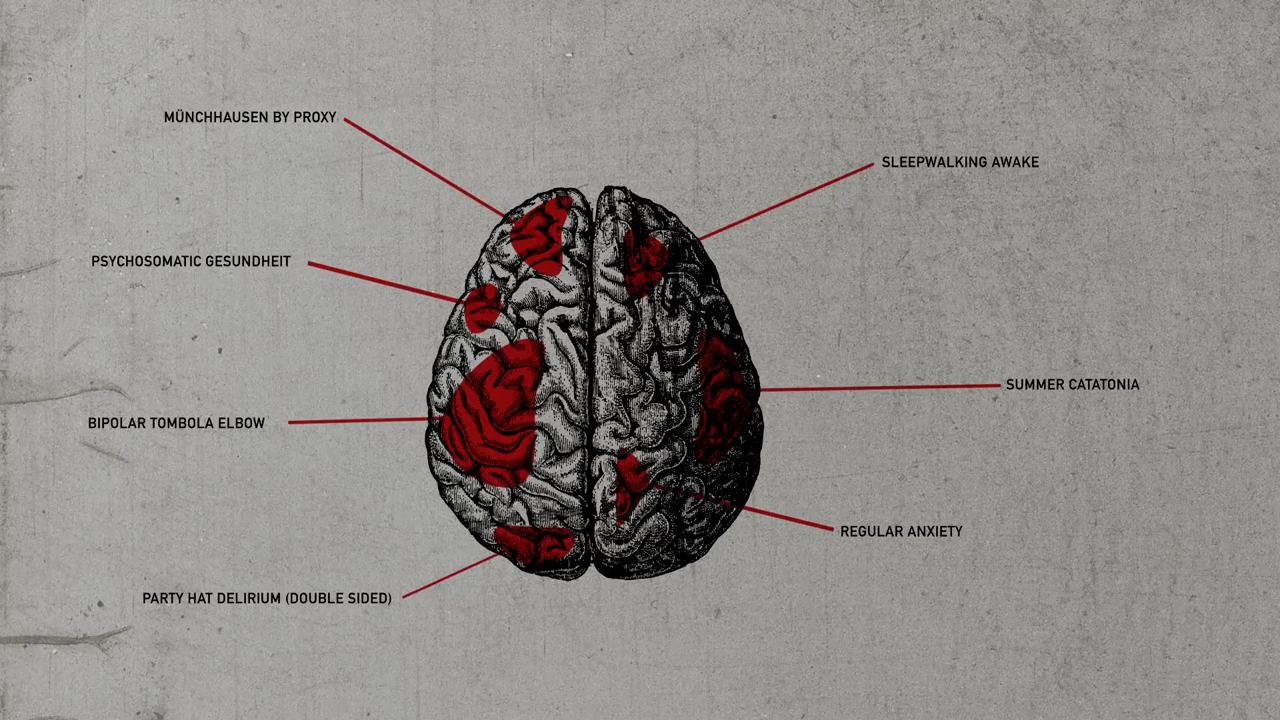 MÜNCHHAUSEN BY PROXY
SLEEPWALKING AWAKE
PSYCHOSOMATIC GESUNDHEIT
SUMMER CATATONIA
BIPOLAR TOMBOLA ELBOW
REGULAR ANXIETY
PARTY HAT DELIRIUM (DOUBLE SIDED)